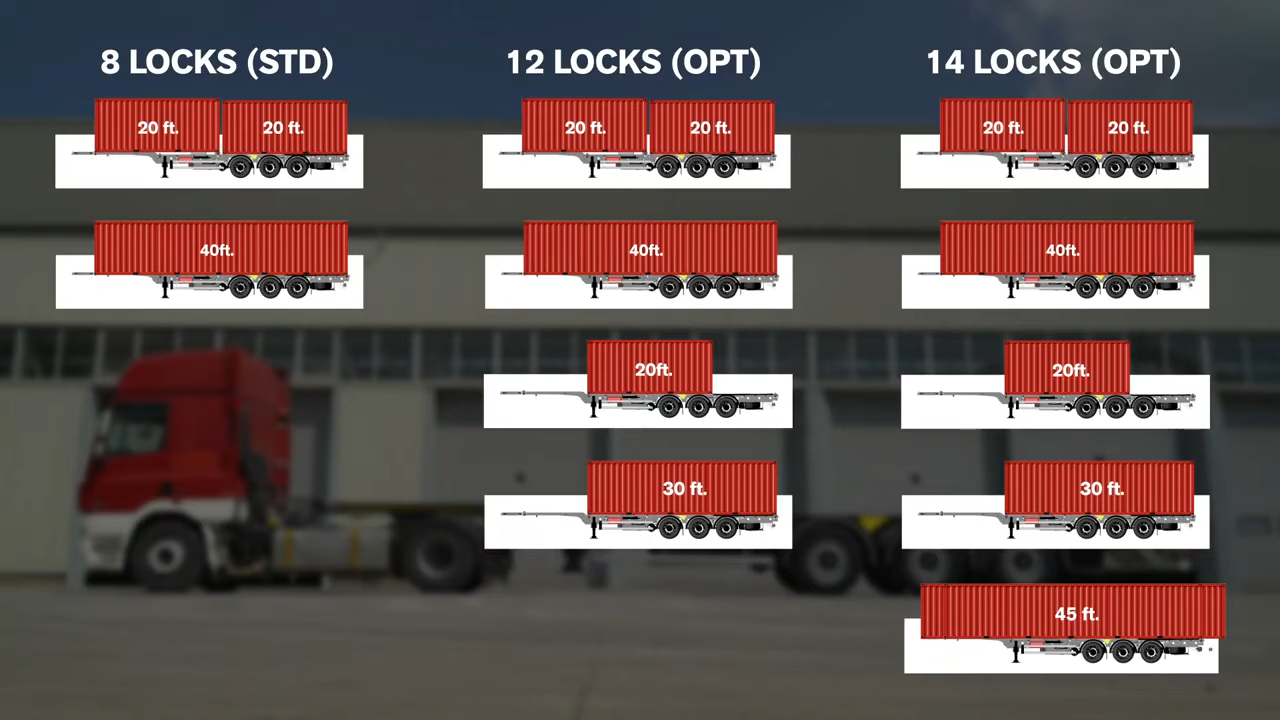 8 LOCKS (STD)
20 ft. 20 ft.
40ft.
12 LOCKS (OPT)
20 ft. 20 ft.
40ft.
20ft.
30 ft.
14 LOCKS (OPT)
20 ft. 20 ft.
40ft.
20ft.
30 ft.
45 ft.